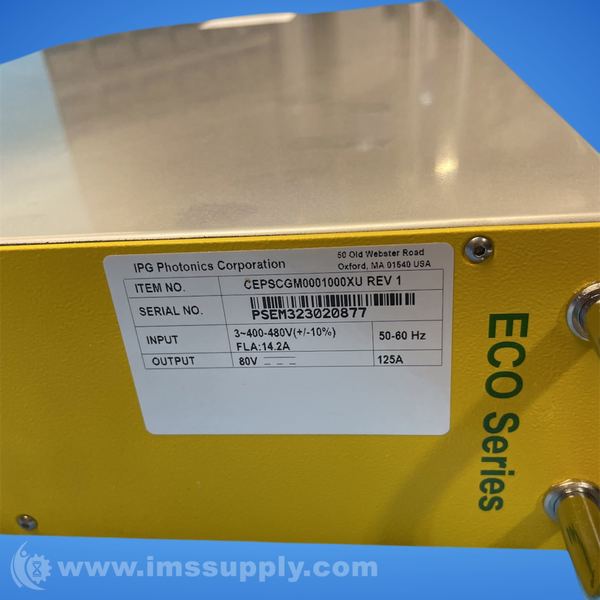 IPG Photonics Corporation
50 Old Webster Road
Oxford, MA 01540 USA
ITEM NO. CEPSCGM0001000XU REV 1
SERIAL NO. PSEM323020877
INPUT 3~400-480V(+/-10%) 50-60 Hz
FLA:14.2A
OUTPUT 80V 125A
ECO Series
www.imssupply.com